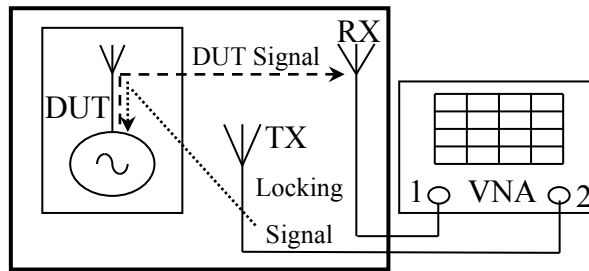 RX
DUT Signal
DUT
TX
Locking
Signal
1 VNA 2